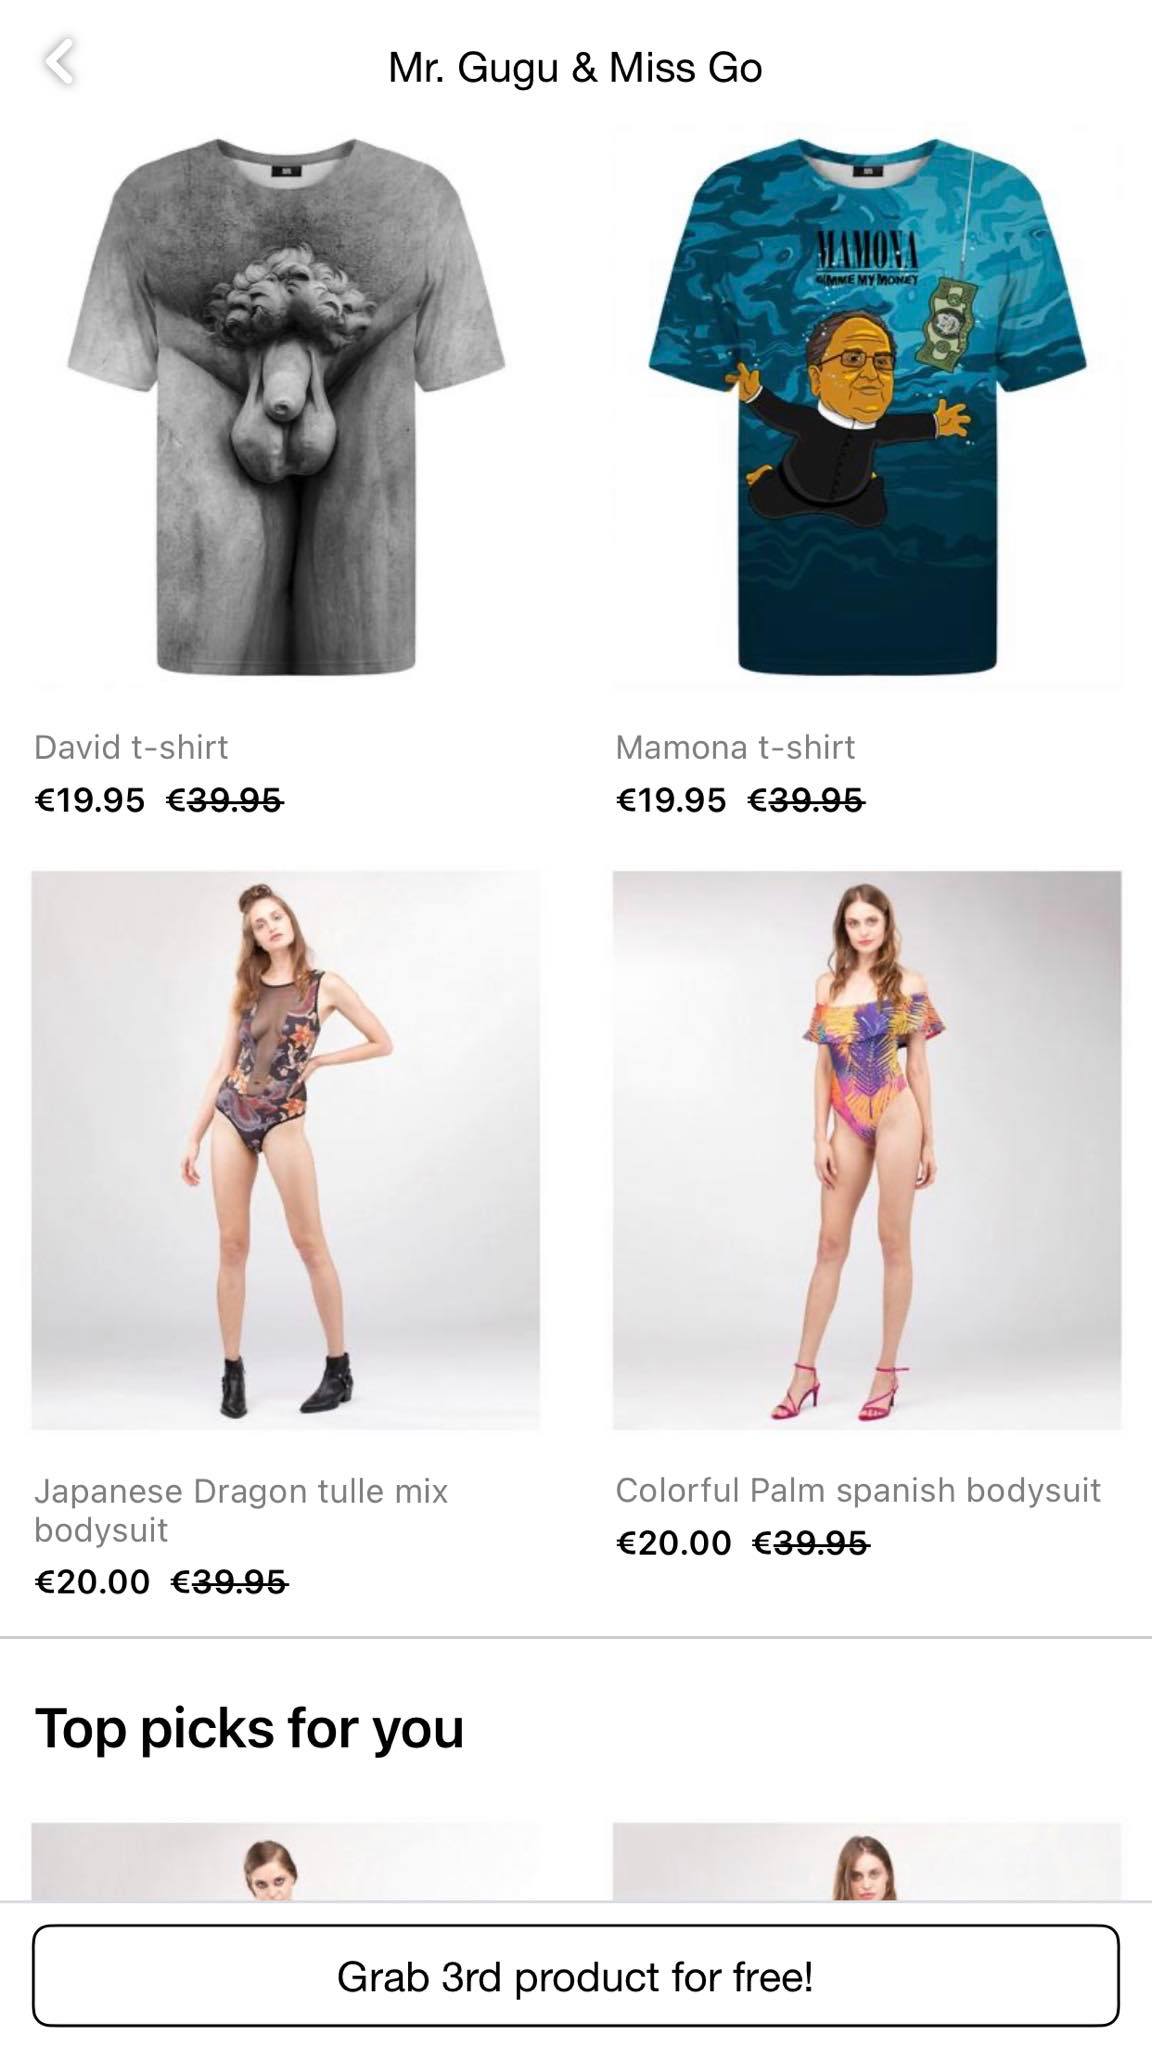 Mr. Gugu & Miss Go
MAMONA
GIMME MY MONEY
David t-shirt
Mamona t-shirt
€19.95 €39.95
€19.95 €39.95
Japanese Dragon tulle mix
bodysuit
€20.00 €39.95
Colorful Palm spanish bodysuit
€20.00 €39.95
Top picks for you
Grab 3rd product for free!